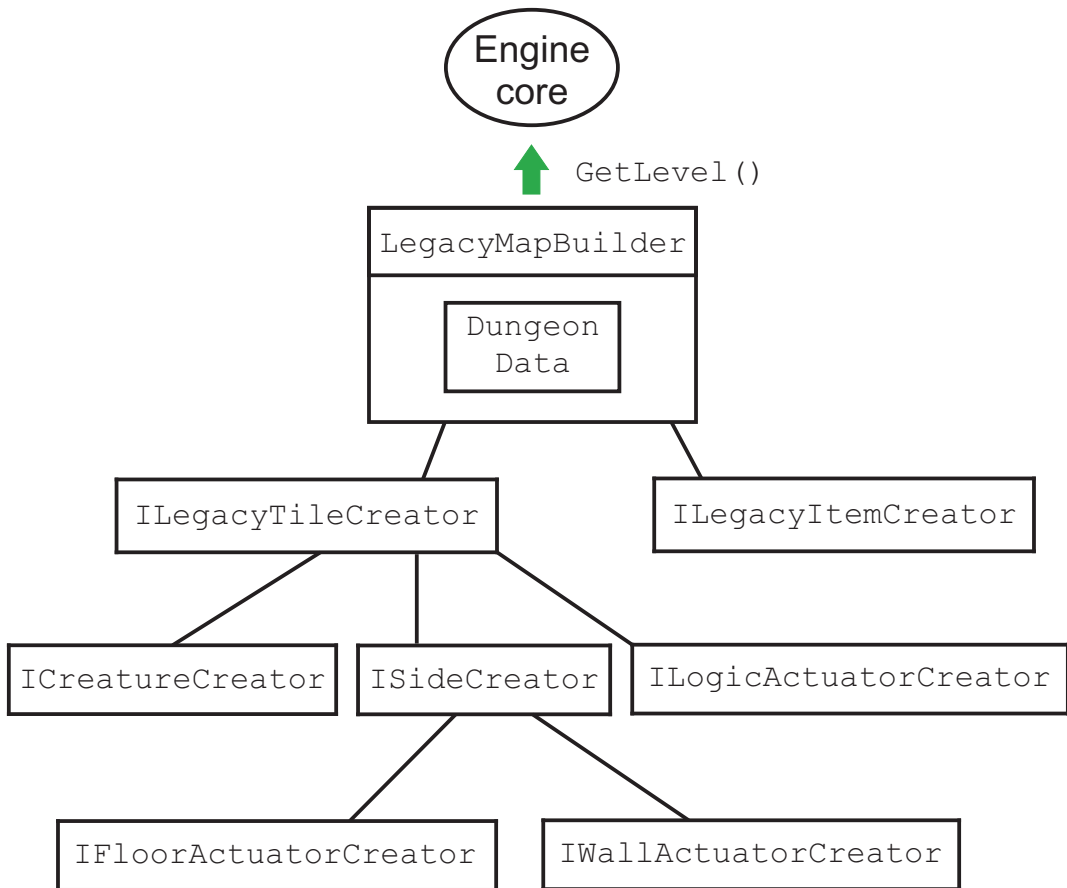 Engine
core
GetLevel()
LegacyMapBuilder
Dungeon
Data
ILegacyTileCreator
ILegacyItemCreator
ICreatureCreator
ISideCreator
ILogicActuatorCreator
IFloorActuatorCreator
IWallActuatorCreator